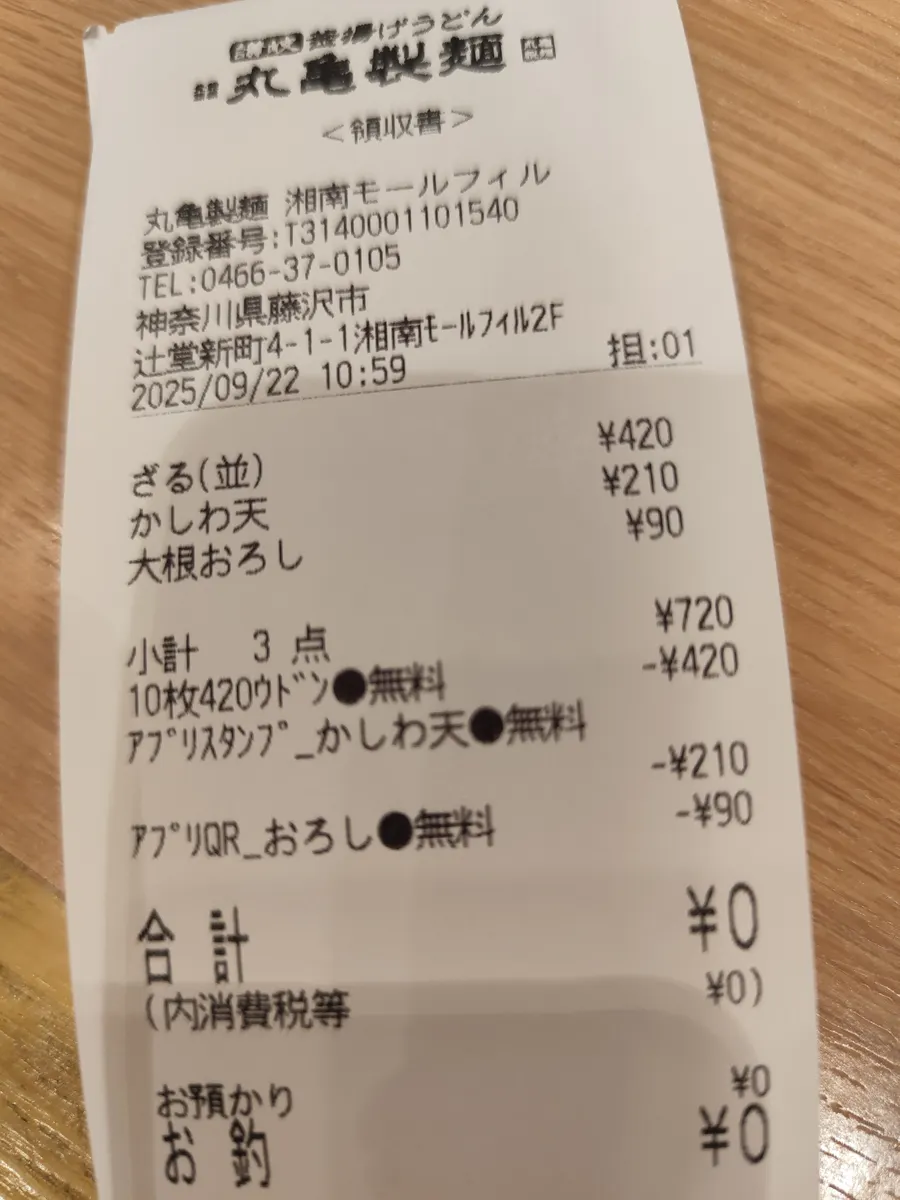 釜揚げうどん
丸亀製麺
<領収書>
丸亀製麺 湘南モールフィル
登録番号:T3140001101540
TEL:0466-37-0105
神奈川県藤沢市
辻堂新町4-1-1湘南ﾓｰﾙﾌｨﾙ2F
2025/09/22 10:59 担:01
ざる(並) ¥420
かしわ天 ¥210
大根おろし ¥90
小計 3 点 ¥720
10枚420ｳﾄﾞﾝ●無料 -¥420
ｱﾌﾟﾘｽﾀﾝﾌﾟ_かしわ天●無料
-¥210
ｱﾌﾟﾘQR_おろし●無料 -¥90
合 計 ¥0
(内消費税等 ¥0)
お預かり ¥0
お 釣 ¥0